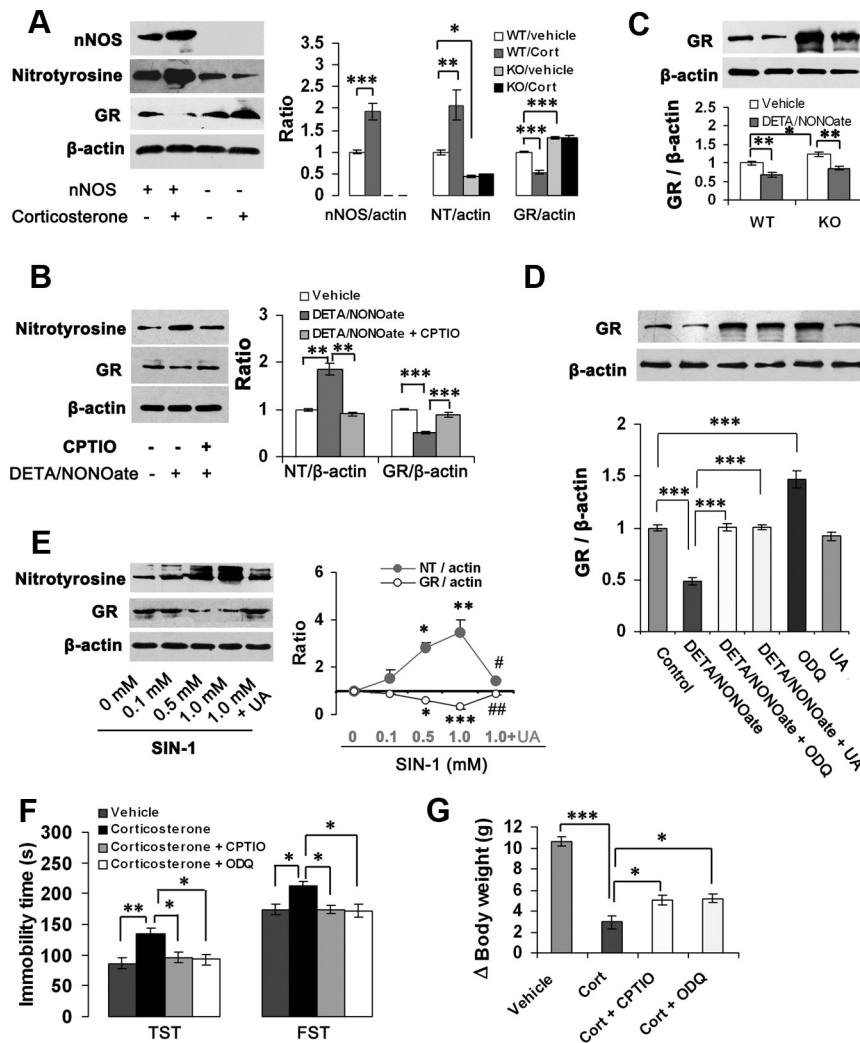 A
nNOS
Nitrotyrosine
GR
β-actin
nNOS + + - -
Corticosterone - + - +
Ratio
3.5
3
2.5
2
1.5
1
0.5
0
WT/vehicle
WT/Cort
KO/vehicle
KO/Cort
***
**
*
***
***
nNOS/actin NT/actin GR/actin
C
GR
β-actin
GR / β-actin
2.5
2
1.5
1
0.5
0
Vehicle
DETA/NONOate
**
*
**
WT KO
B
Nitrotyrosine
GR
β-actin
CPTIO - - +
DETA/NONOate - + +
Ratio
3
2
1
0
Vehicle
DETA/NONOate
DETA/NONOate + CPTIO
** **
*** ***
NT/β-actin GR/β-actin
D
GR
β-actin
GR / β-actin
2
1.5
1
0.5
0
***
***
***
***
Control
DETA/NONOate
DETA/NONOate + ODQ
DETA/NONOate + UA
ODQ
UA
E
Nitrotyrosine
GR
β-actin
0 mM
0.1 mM
0.5 mM
1.0 mM
1.0 mM + UA
SIN-1
Ratio
6
4
2
0
NT / actin
GR / actin
* ** #
* *** ##
0 0.1 0.5 1.0 1.0+UA
SIN-1 (mM)
F
Immobility time (s)
300
250
200
150
100
50
0
Vehicle
Corticosterone
Corticosterone + CPTIO
Corticosterone + ODQ
** * *
* * *
TST FST
G
Δ Body weight (g)
12
10
8
6
4
2
0
***
*
*
Vehicle
Cort
Cort + CPTIO
Cort + ODQ